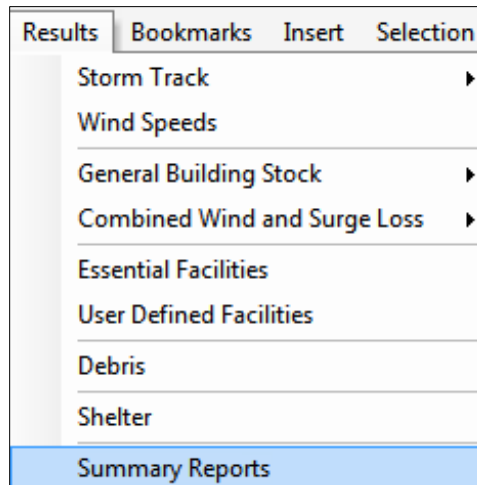 Results Bookmarks Insert Selection
Storm Track
Wind Speeds
General Building Stock
Combined Wind and Surge Loss
Essential Facilities
User Defined Facilities
Debris
Shelter
Summary Reports